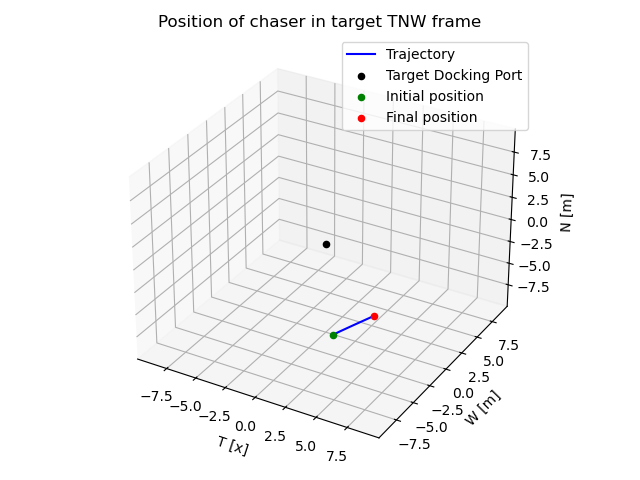 Position of chaser in target TNW frame
Trajectory
Target Docking Port
Initial position
Final position
7.5
5.0
2.5
0.0
−2.5
−5.0
−7.5
N [m]
7.5
5.0
2.5
0.0
−2.5
−5.0
−7.5
W [m]
−7.5
−5.0
−2.5
0.0
2.5
5.0
7.5
T [x]